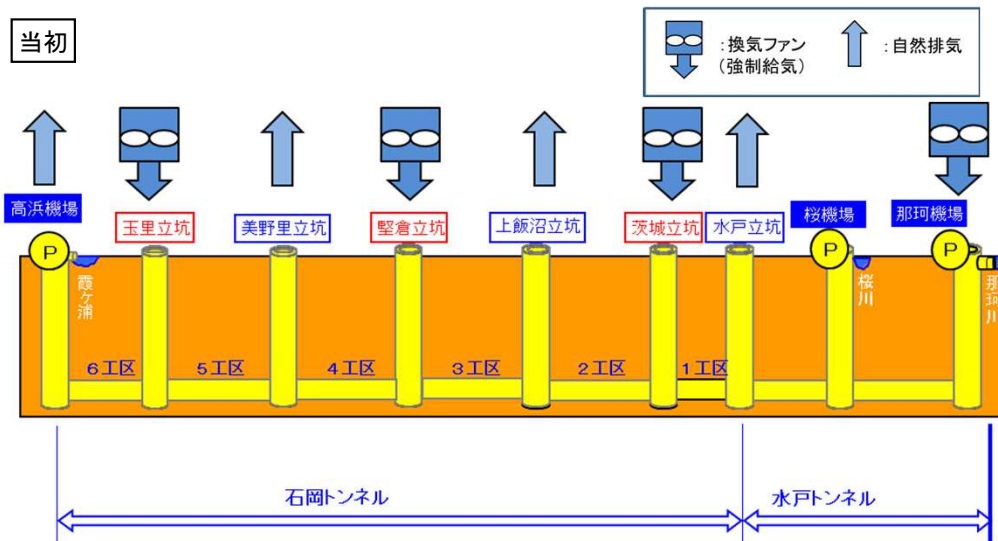 当初
:換気ファン
(強制給気)
:自然排気
高浜機場
玉里立坑
美野里立坑
堅倉立坑
上飯沼立坑
茨城立坑
水戸立坑
桜機場
那珂機場
P
P
P
霞ヶ浦
桜川
那珂川
6工区
5工区
4工区
3工区
2工区
1工区
石岡トンネル
水戸トンネル